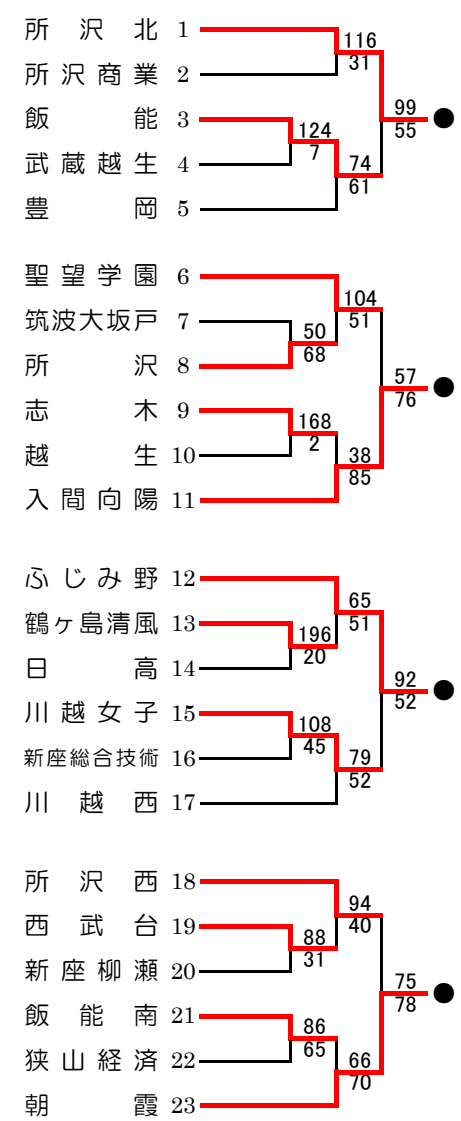 所沢北 1
116
31
所沢商業 2
99
55
飯能 3
124
7
武蔵越生 4
74
61
豊岡 5
聖望学園 6
104
51
筑波大坂戸 7
50
68
所沢 8
57
76
志木 9
168
2
越生 10
38
85
入間向陽 11
ふじみ野 12
65
51
鶴ヶ島清風 13
196
20
日高 14
92
52
川越女子 15
108
45
新座総合技術 16
79
52
川越西 17
所沢西 18
94
40
西武台 19
88
31
新座柳瀬 20
75
78
飯能南 21
86
65
狭山経済 22
66
70
朝霞 23